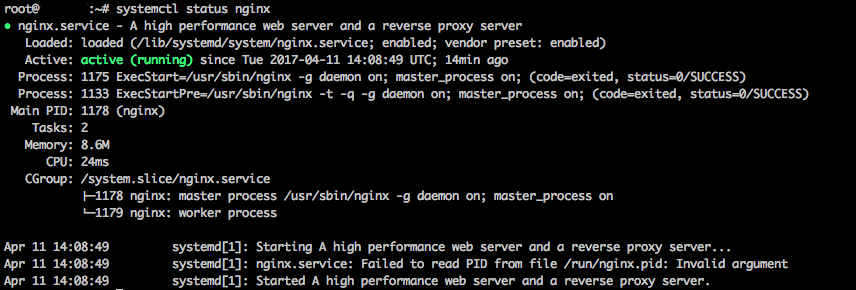 root@ :~# systemctl status nginx
● nginx.service - A high performance web server and a reverse proxy server
Loaded: loaded (/lib/systemd/system/nginx.service; enabled; vendor preset: enabled)
Active: active (running) since Tue 2017-04-11 14:08:49 UTC; 14min ago
Process: 1175 ExecStart=/usr/sbin/nginx -g daemon on; master_process on; (code=exited, status=0/SUCCESS)
Process: 1133 ExecStartPre=/usr/sbin/nginx -t -q -g daemon on; master_process on; (code=exited, status=0/SUCCESS)
Main PID: 1178 (nginx)
Tasks: 2
Memory: 8.6M
CPU: 24ms
CGroup: /system.slice/nginx.service
├─1178 nginx: master process /usr/sbin/nginx -g daemon on; master_process on
└─1179 nginx: worker process
Apr 11 14:08:49 systemd[1]: Starting A high performance web server and a reverse proxy server...
Apr 11 14:08:49 systemd[1]: nginx.service: Failed to read PID from file /run/nginx.pid: Invalid argument
Apr 11 14:08:49 systemd[1]: Started A high performance web server and a reverse proxy server.